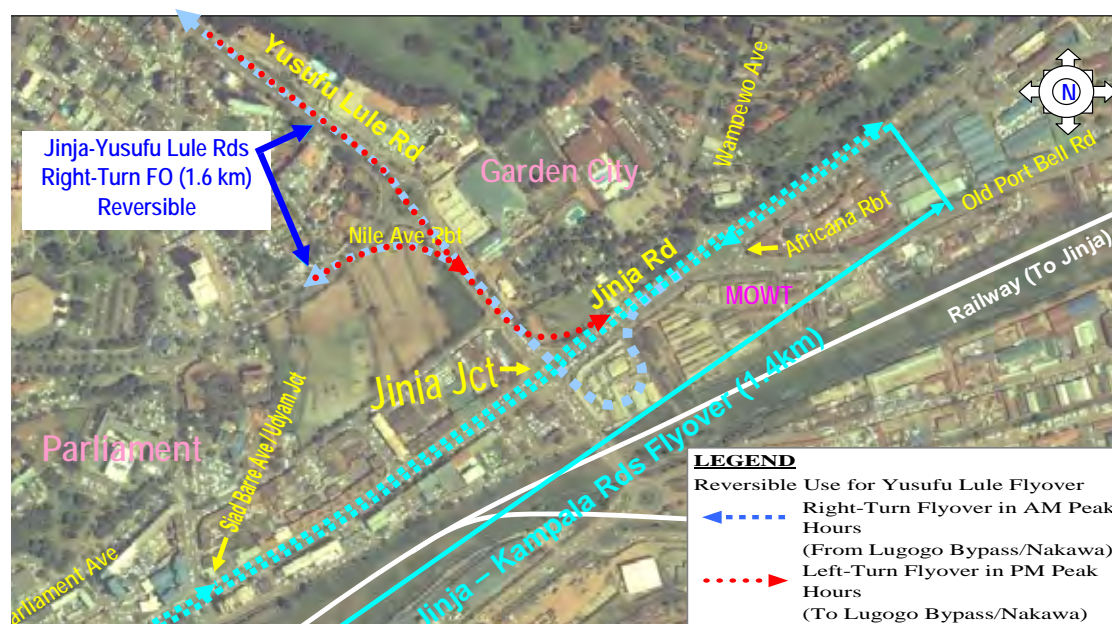 Yusufu Lule Rd
Wampewo Ave
N
Jinja-Yusufu Lule Rds
Right-Turn FO (1.6 km)
Reversible
Garden City
Old Port Bell Rd
Nile Ave Rbt
Africana Rbt
Jinja Rd
MOWT
Railway (To Jinja)
Jinja Jct
Siad Barre Ave./ Udyam Jct
Parliament
Jinja – Kampala Rds Flyover (1.4km)
arliament Ave
LEGEND
Reversible Use for Yusufu Lule Flyover
Right-Turn Flyover in AM Peak
Hours
(From Lugogo Bypass/Nakawa)
Left-Turn Flyover in PM Peak
Hours
(To Lugogo Bypass/Nakawa)